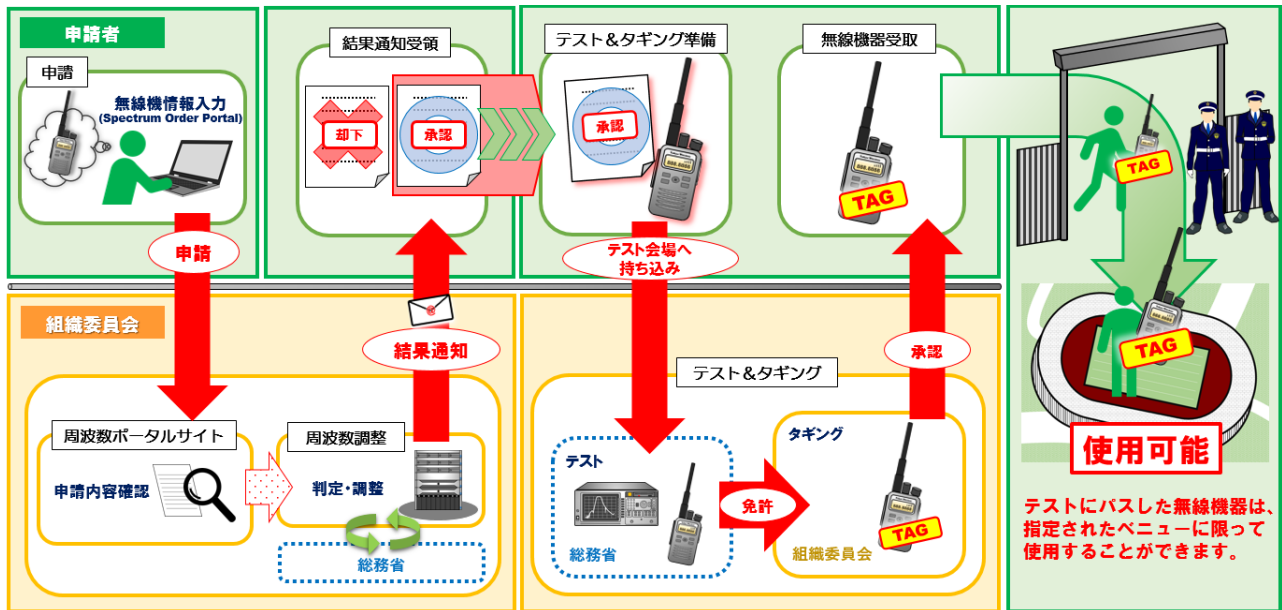 申請者
申請
無線機情報入力
(Spectrum Order Portal)
申請
結果通知受領
却下
承認
結果通知
テスト&タギング準備
承認
テスト会場へ
持ち込み
無線機器受取
TAG
承認
TAG
TAG
使用可能
テストにパスした無線機器は、
指定されたベニューに限って
使用することができます。
組織委員会
周波数ポータルサイト
申請内容確認
周波数調整
判定・調整
総務省
テスト&タギング
テスト
総務省
免許
タギング
TAG
組織委員会